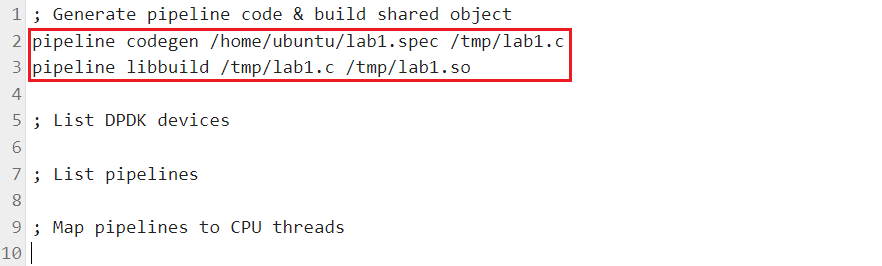 1 ; Generate pipeline code & build shared object
2 pipeline codegen /home/ubuntu/lab1.spec /tmp/lab1.c
3 pipeline libbuild /tmp/lab1.c /tmp/lab1.so
4
5 ; List DPDK devices
6
7 ; List pipelines
8
9 ; Map pipelines to CPU threads
10